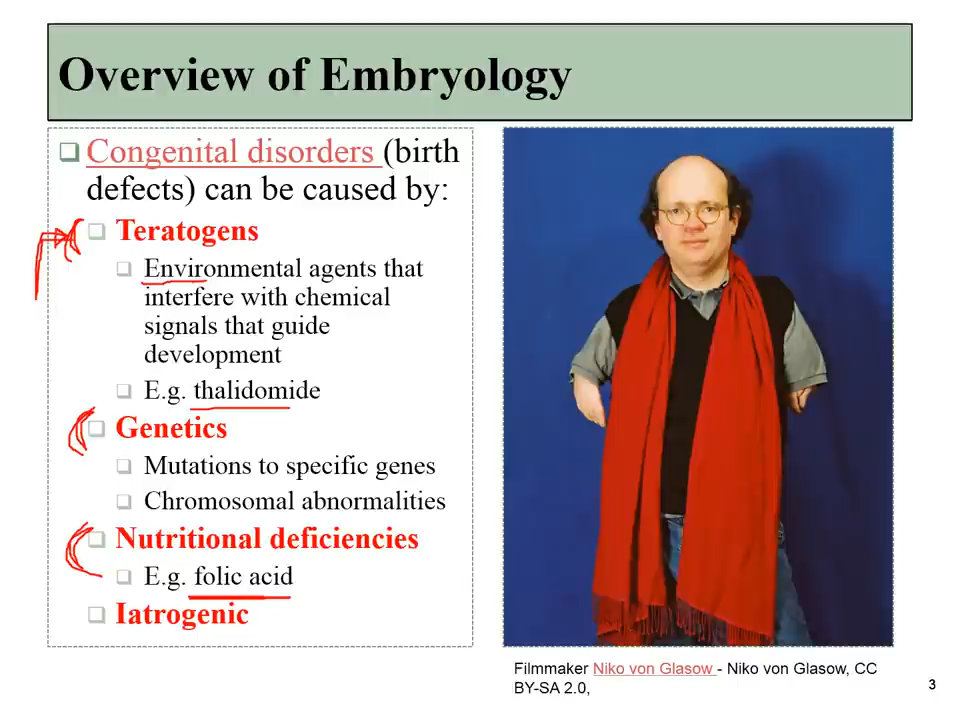 Overview of Embryology
Congenital disorders (birth
defects) can be caused by:
Teratogens
Environmental agents that
interfere with chemical
signals that guide
development
E.g. thalidomide
Genetics
Mutations to specific genes
Chromosomal abnormalities
Nutritional deficiencies
E.g. folic acid
Iatrogenic
Filmmaker Niko von Glasow - Niko von Glasow, CC
BY-SA 2.0,
3